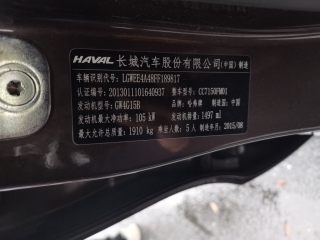 HAVAL 长城汽车股份有限公司(中国)制造
车辆识别代号: LGWEE4A48FF189817
认证编号: 2013011101640937 整车型号: CC7150FM01
发动机型号: GW4G15B 品牌: 哈弗牌 制造国: 中国
发动机最大净功率: 105 kW 发动机排量: 1497 ml
最大允许总质量: 1910 kg 乘坐人数: 5 人 制造年月: 2015/08